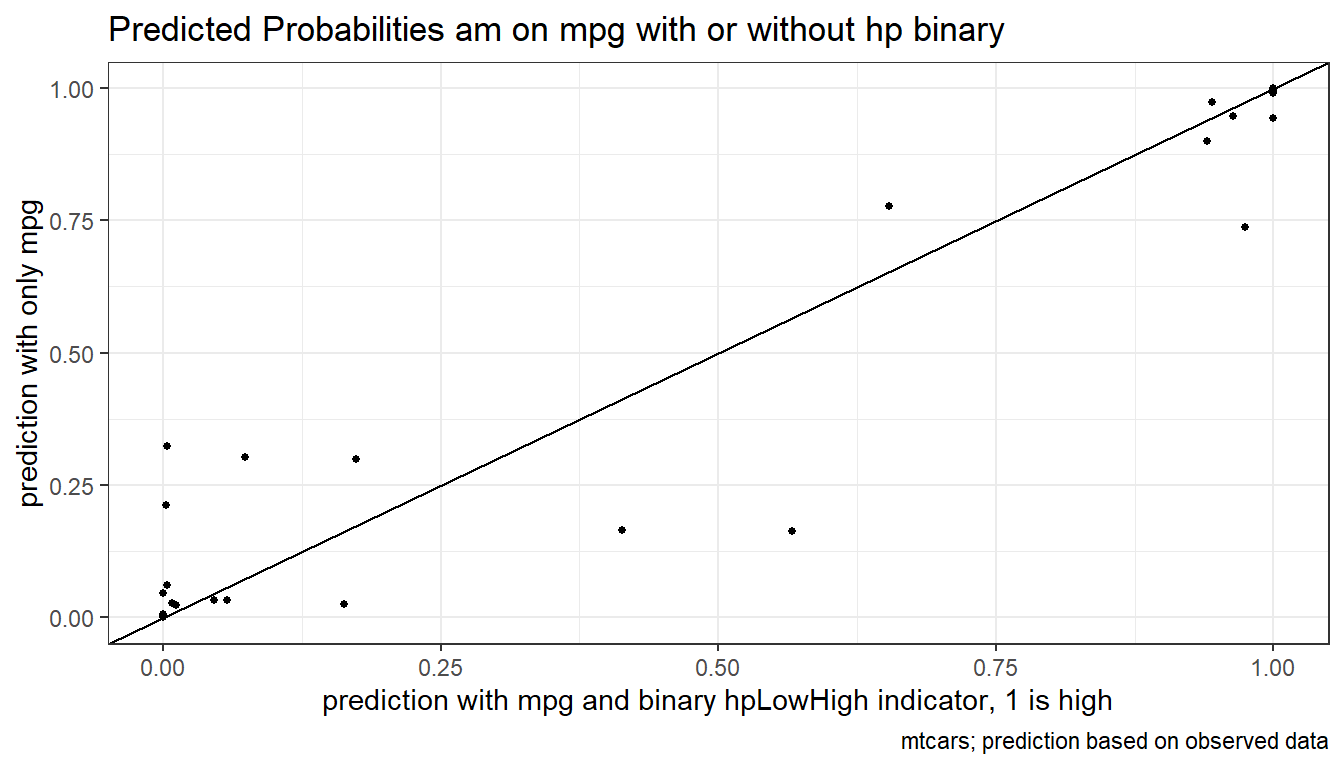 Predicted Probabilities am on mpg with or without hp binary
prediction with only mpg
1.00
0.75
0.50
0.25
0.00
0.00 0.25 0.50 0.75 1.00
prediction with mpg and binary hpLowHigh indicator, 1 is high
mtcars; prediction based on observed data